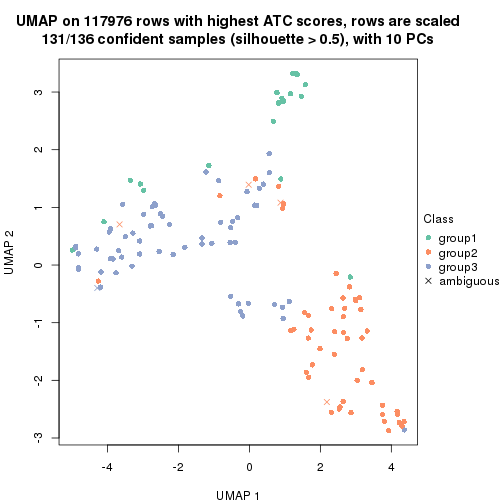 UMAP on 117976 rows with highest ATC scores, rows are scaled
131/136 confident samples (silhouette > 0.5), with 10 PCs
3
2
1
0
-1
-2
-3
UMAP 2
-4
-2
0
2
4
UMAP 1
Class
group1
group2
group3
ambiguous